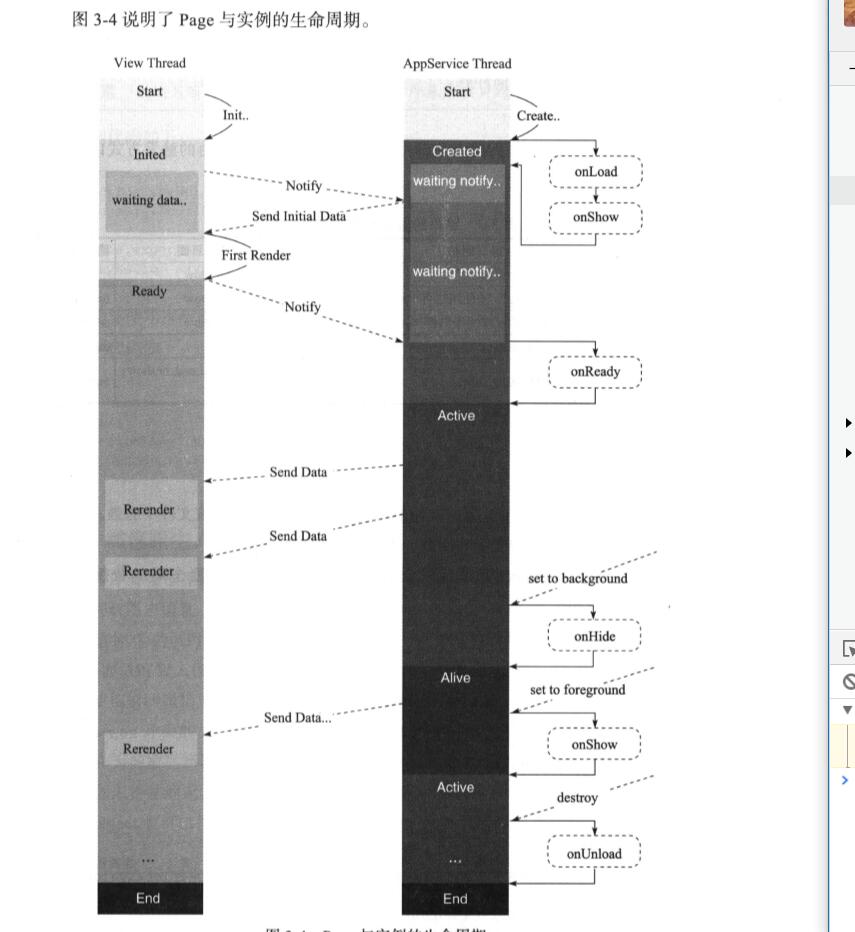 图 3-4 说明了 Page 与实例的生命周期。
View Thread
AppService Thread
Start
Start
Init..
Create..
Inited
Created
onLoad
waiting notify..
Notify
waiting data..
Send Initial Data
onShow
First Render
waiting notify..
Ready
Notify
onReady
Active
Send Data
Rerender
Send Data
Rerender
set to background
onHide
Alive
set to foreground
Send Data...
onShow
Rerender
Active
destroy
onUnload
...
...
End
End